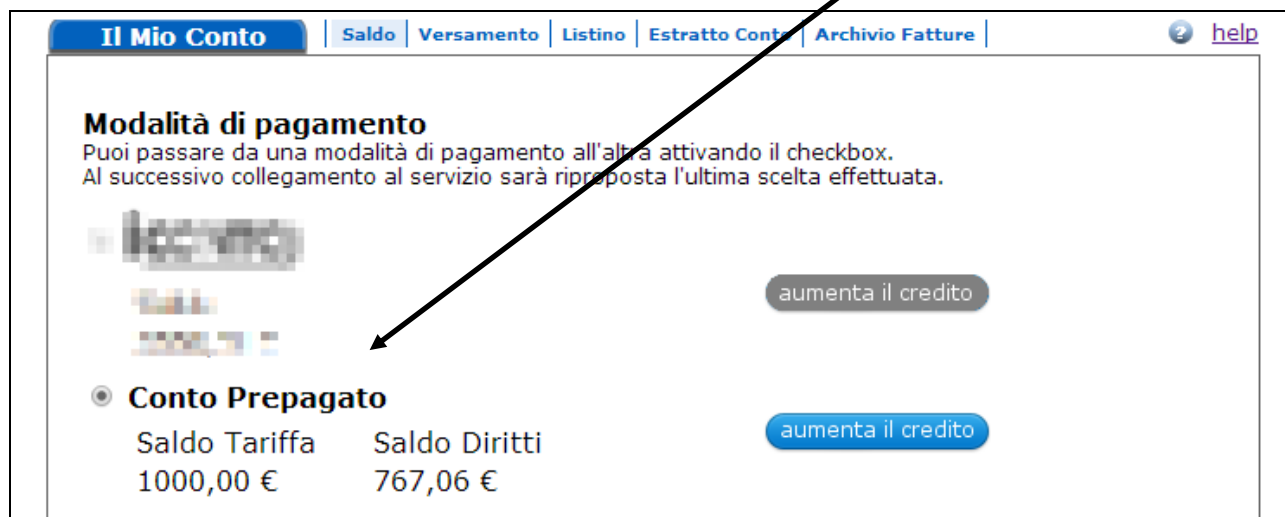 Il Mio Conto Saldo Versamento Listino Estratto Conto Archivio Fatture help
Modalità di pagamento
Puoi passare da una modalità di pagamento all'altra attivando il checkbox.
Al successivo collegamento al servizio sarà riproposta l'ultima scelta effettuata.
aumenta il credito
Conto Prepagato
aumenta il credito
Saldo Tariffa Saldo Diritti
1000,00 € 767,06 €